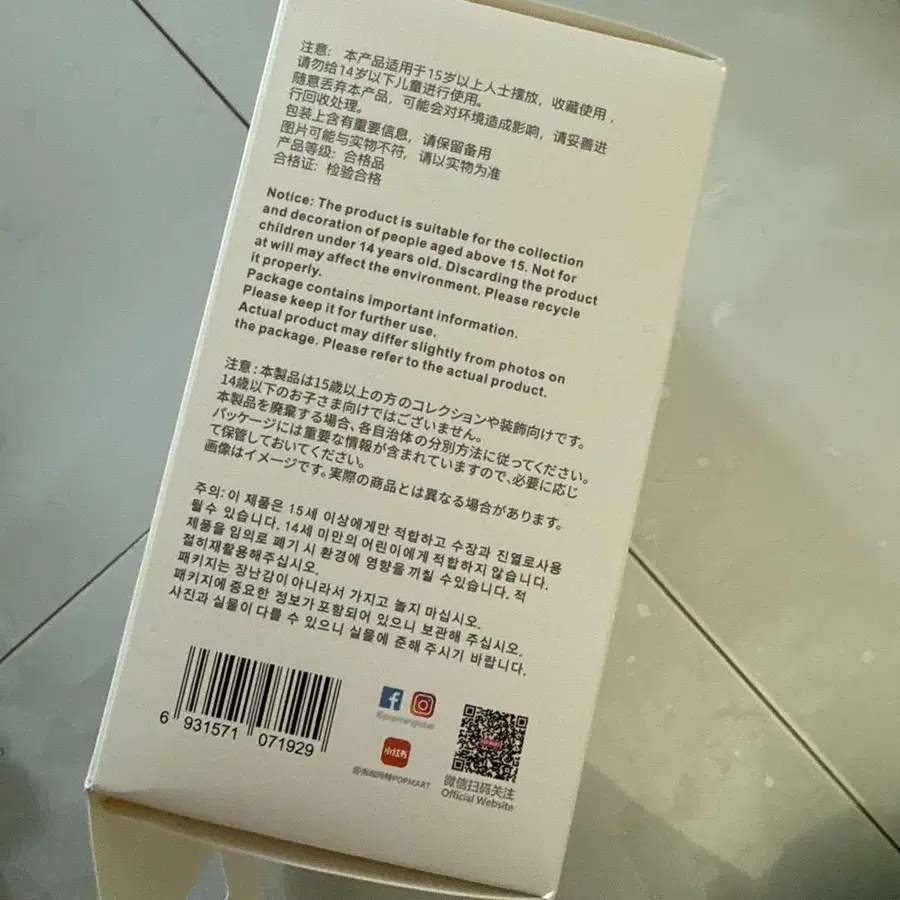 注意：本产品适用于15岁以上人士摆放，收藏使用，
请勿给14岁以下儿童进行使用。
随意丢弃本产品，可能会对环境造成影响，请妥善进
行回收处理。
包装上含有重要信息，请保留备用
图片可能与实物不符，请以实物为准
产品等级：合格品
合格证：检验合格
Notice: The product is suitable for the collection
and decoration of people aged above 15. Not for
children under 14 years old. Discarding the product
at will may affect the environment. Please recycle
it properly.
Package contains important information.
Please keep it for further use.
Actual product may differ slightly from photos on
the package. Please refer to the actual product.
注意：本製品は15歳以上の方のコレクションや装飾向けです。
14歳以下のお子さま向けではございません。
本製品を廃棄する場合、各自治体の分別方法に従ってください。
パッケージには重要な情報が含まれていますので、必要に応じ
て保管しておいてください。
画像はイメージです。実際の商品とは異なる場合があります。
주의: 이 제품은 15세 이상에게만 적합하고 수장과 진열로사용
될수 있습니다. 14세 미만의 어린이에게 적합하지 않습니다.
제품을 임의로 폐기 시 환경에 영향을 끼칠 수있습니다. 적
절히재활용해주십시오.
패키지는 장난감이 아니라서 가지고 놀지 마십시오.
패키지에 중요한 정보가 포함되어 있으니 보관해 주십시오.
사진과 실물이 다를 수 있으니 실물에 준해 주시기 바랍니다.
6 931571 071929
@popmartglobal
小红书
@泡泡玛特POPMART
微信扫码关注
Official Website